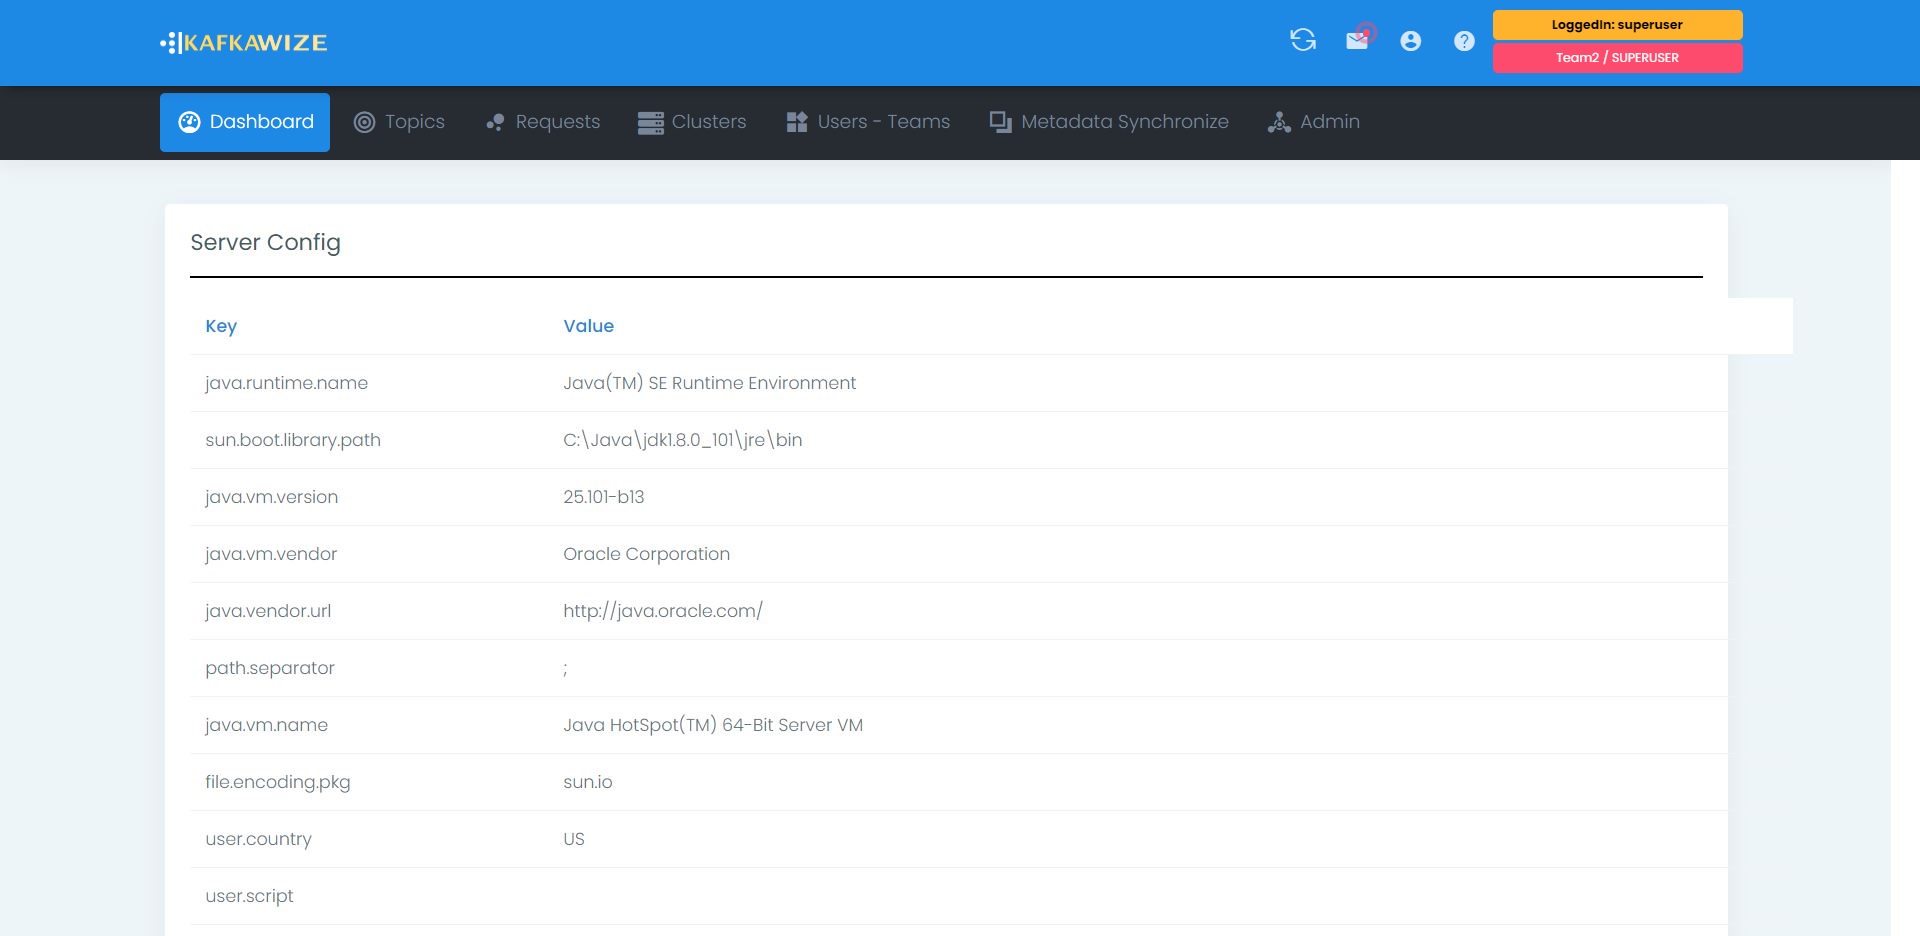 KAFKAWIZE
LoggedIn: superuser
Team2 / SUPERUSER
Dashboard
Topics
Requests
Clusters
Users - Teams
Metadata Synchronize
Admin
Server Config
Key Value
java.runtime.name Java(TM) SE Runtime Environment
sun.boot.library.path C:\Java\jdk1.8.0_101\jre\bin
java.vm.version 25.101-b13
java.vm.vendor Oracle Corporation
java.vendor.url http://java.oracle.com/
path.separator ;
java.vm.name Java HotSpot(TM) 64-Bit Server VM
file.encoding.pkg sun.io
user.country US
user.script